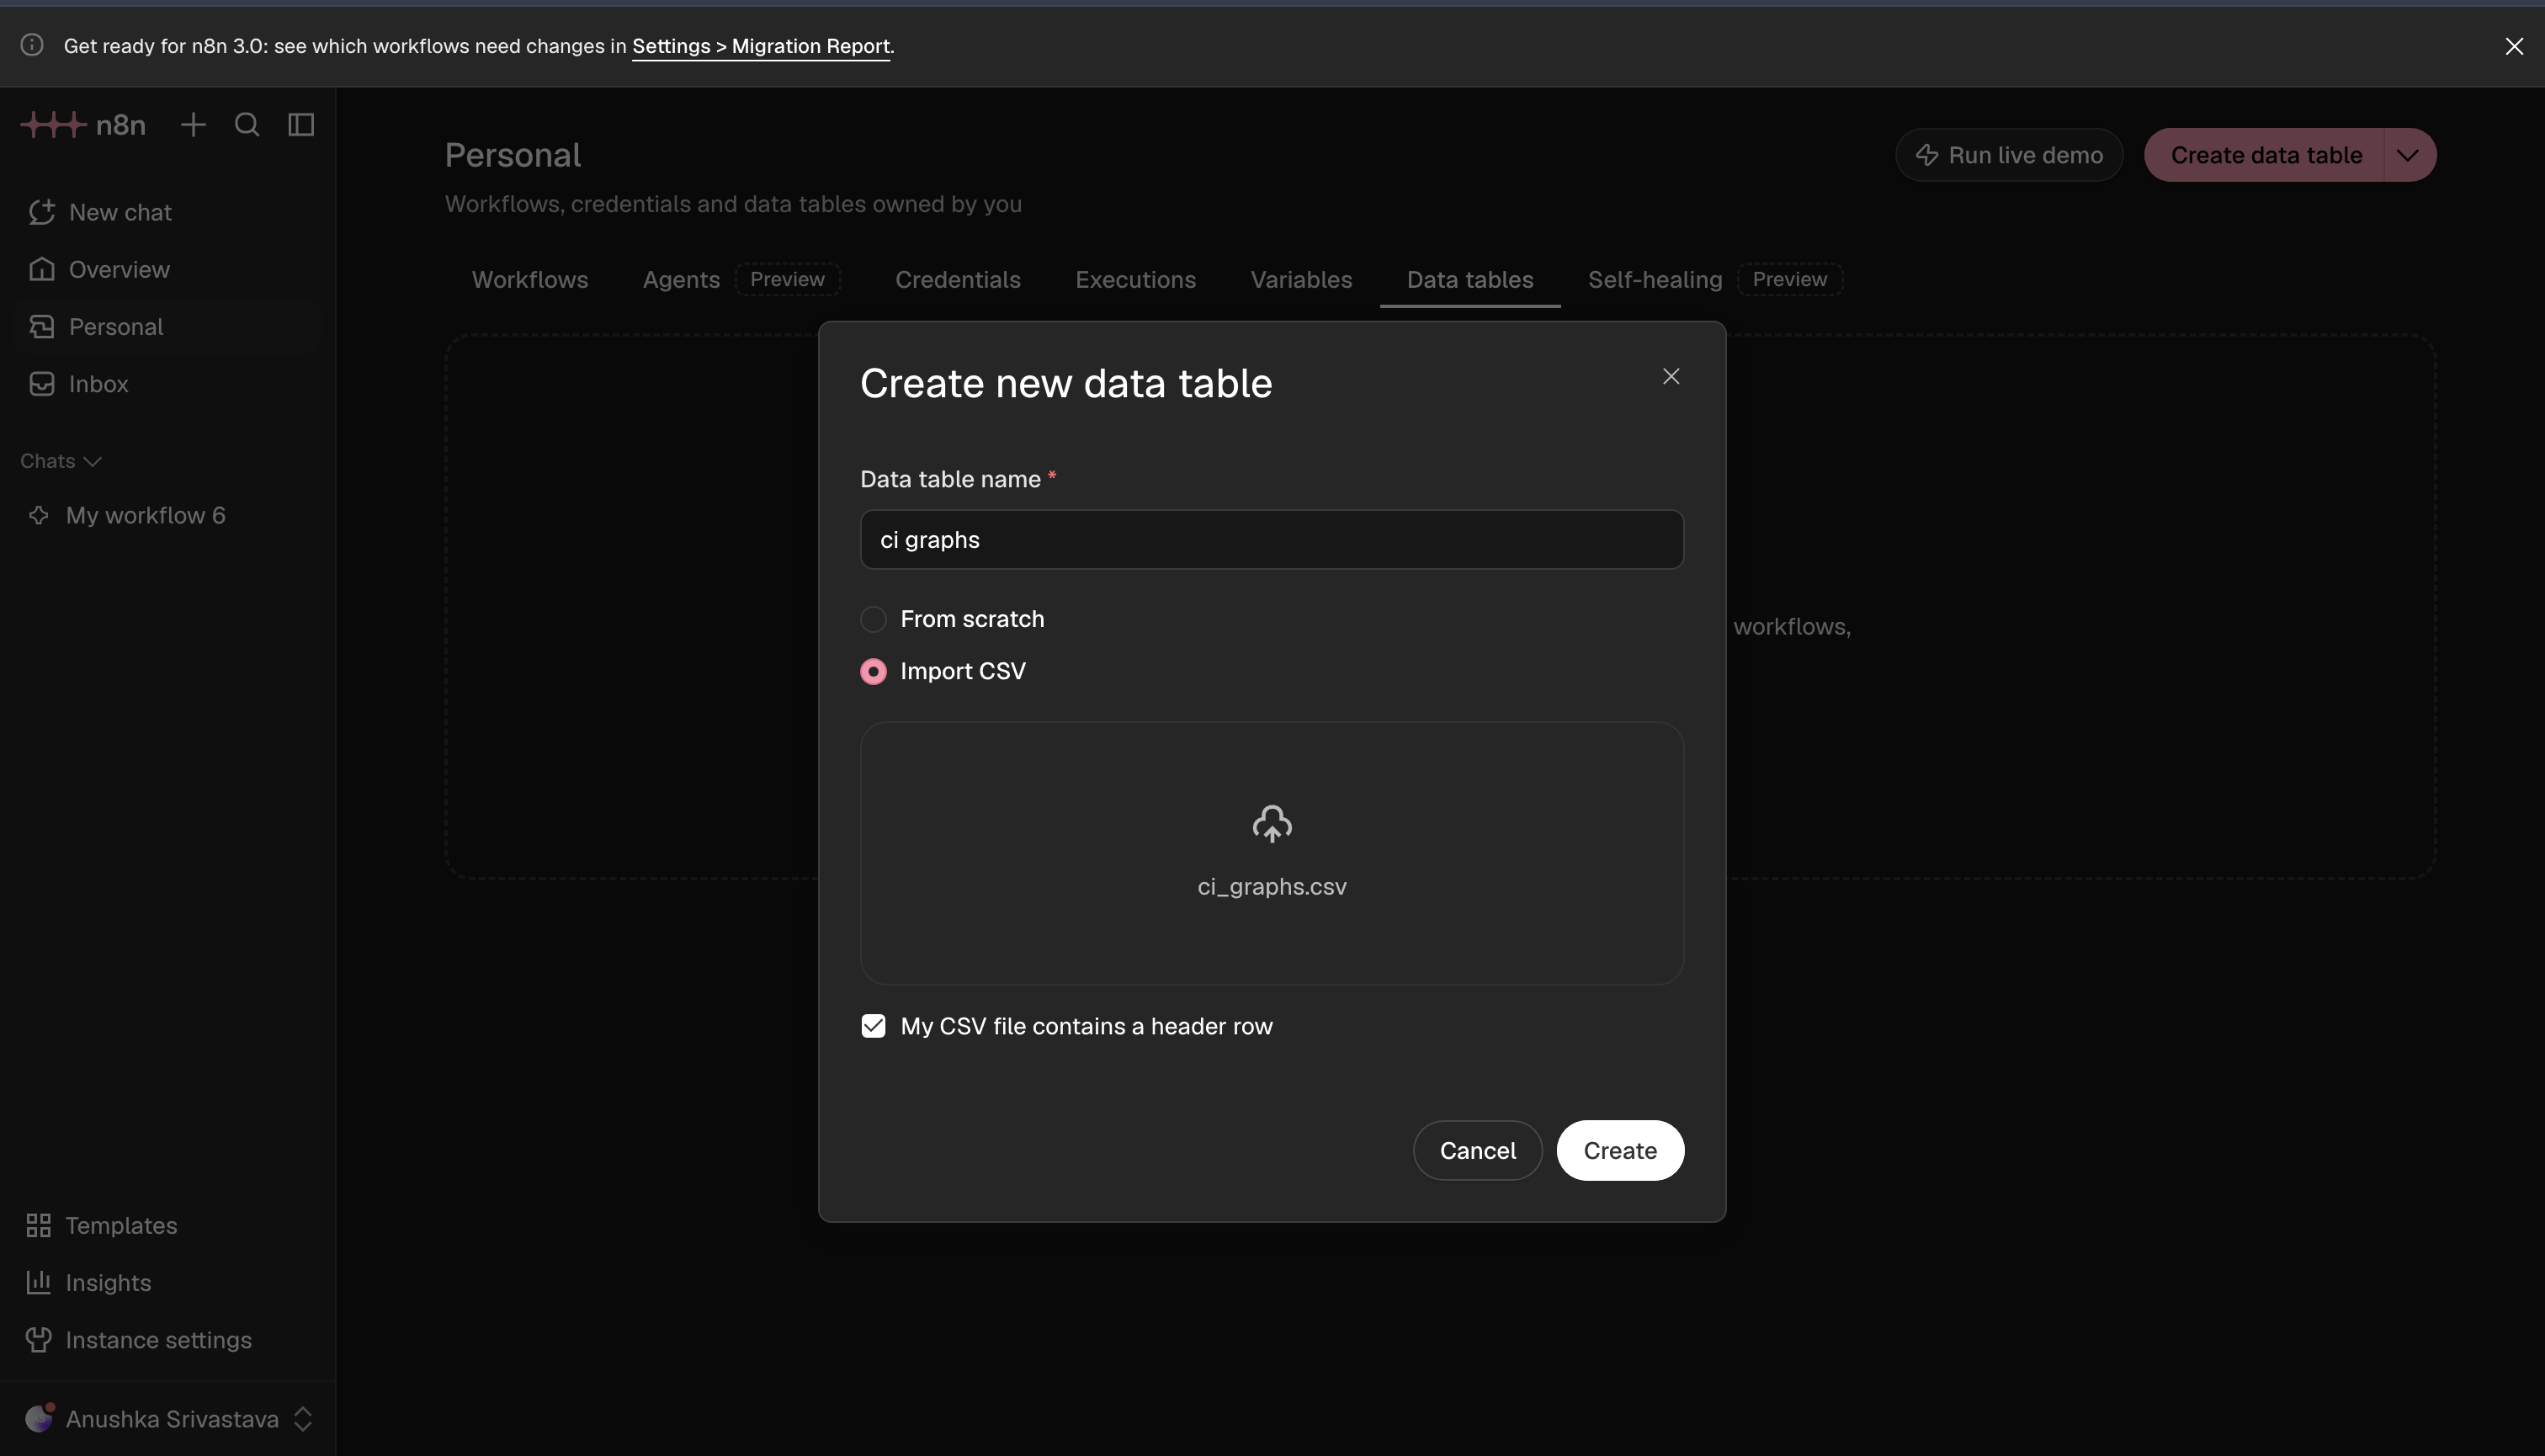 Get ready for n8n 3.0: see which workflows need changes in Settings > Migration Report.
n8n
New chat
Overview
Personal
Inbox
Chats
My workflow 6
Templates
Insights
Instance settings
Anushka Srivastava
Personal
Workflows, credentials and data tables owned by you
Run live demo
Create data table
Workflows Agents Preview Credentials Executions Variables Data tables Self-healing Preview
workflows,
Create new data table
Data table name *
ci graphs
From scratch
Import CSV
ci_graphs.csv
My CSV file contains a header row
Cancel Create